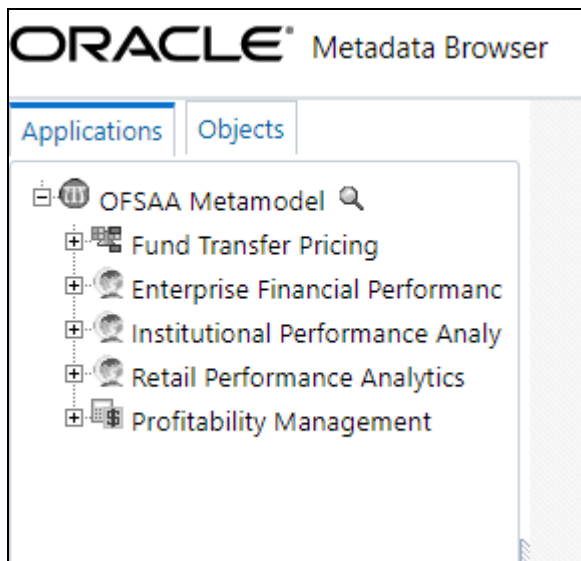 ORACLE® Metadata Browser
Applications Objects
OFSAA Metamodel
Fund Transfer Pricing
Enterprise Financial Performanc
Institutional Performance Analy
Retail Performance Analytics
Profitability Management